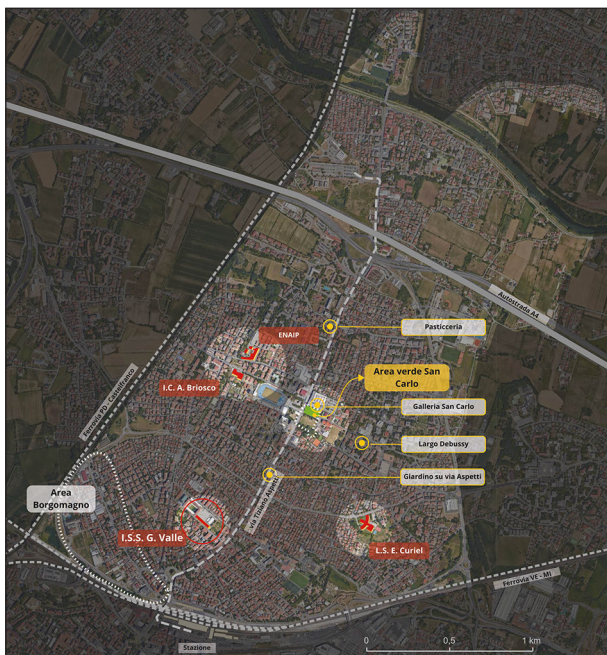 Autostrada A4
ENAIP
Pasticceria
Area verde San
Carlo
I.C. A. Briosco
Ferrovia PD - Castelfranco
Galleria San Carlo
Largo Debussy
Giardino su via Aspetti
via Tiziano Aspetti
Area
Borgomagno
I.S.S. G. Valle
L.S. E. Curiel
Ferrovia VE - MI
Stazione
0
0,5
1 km